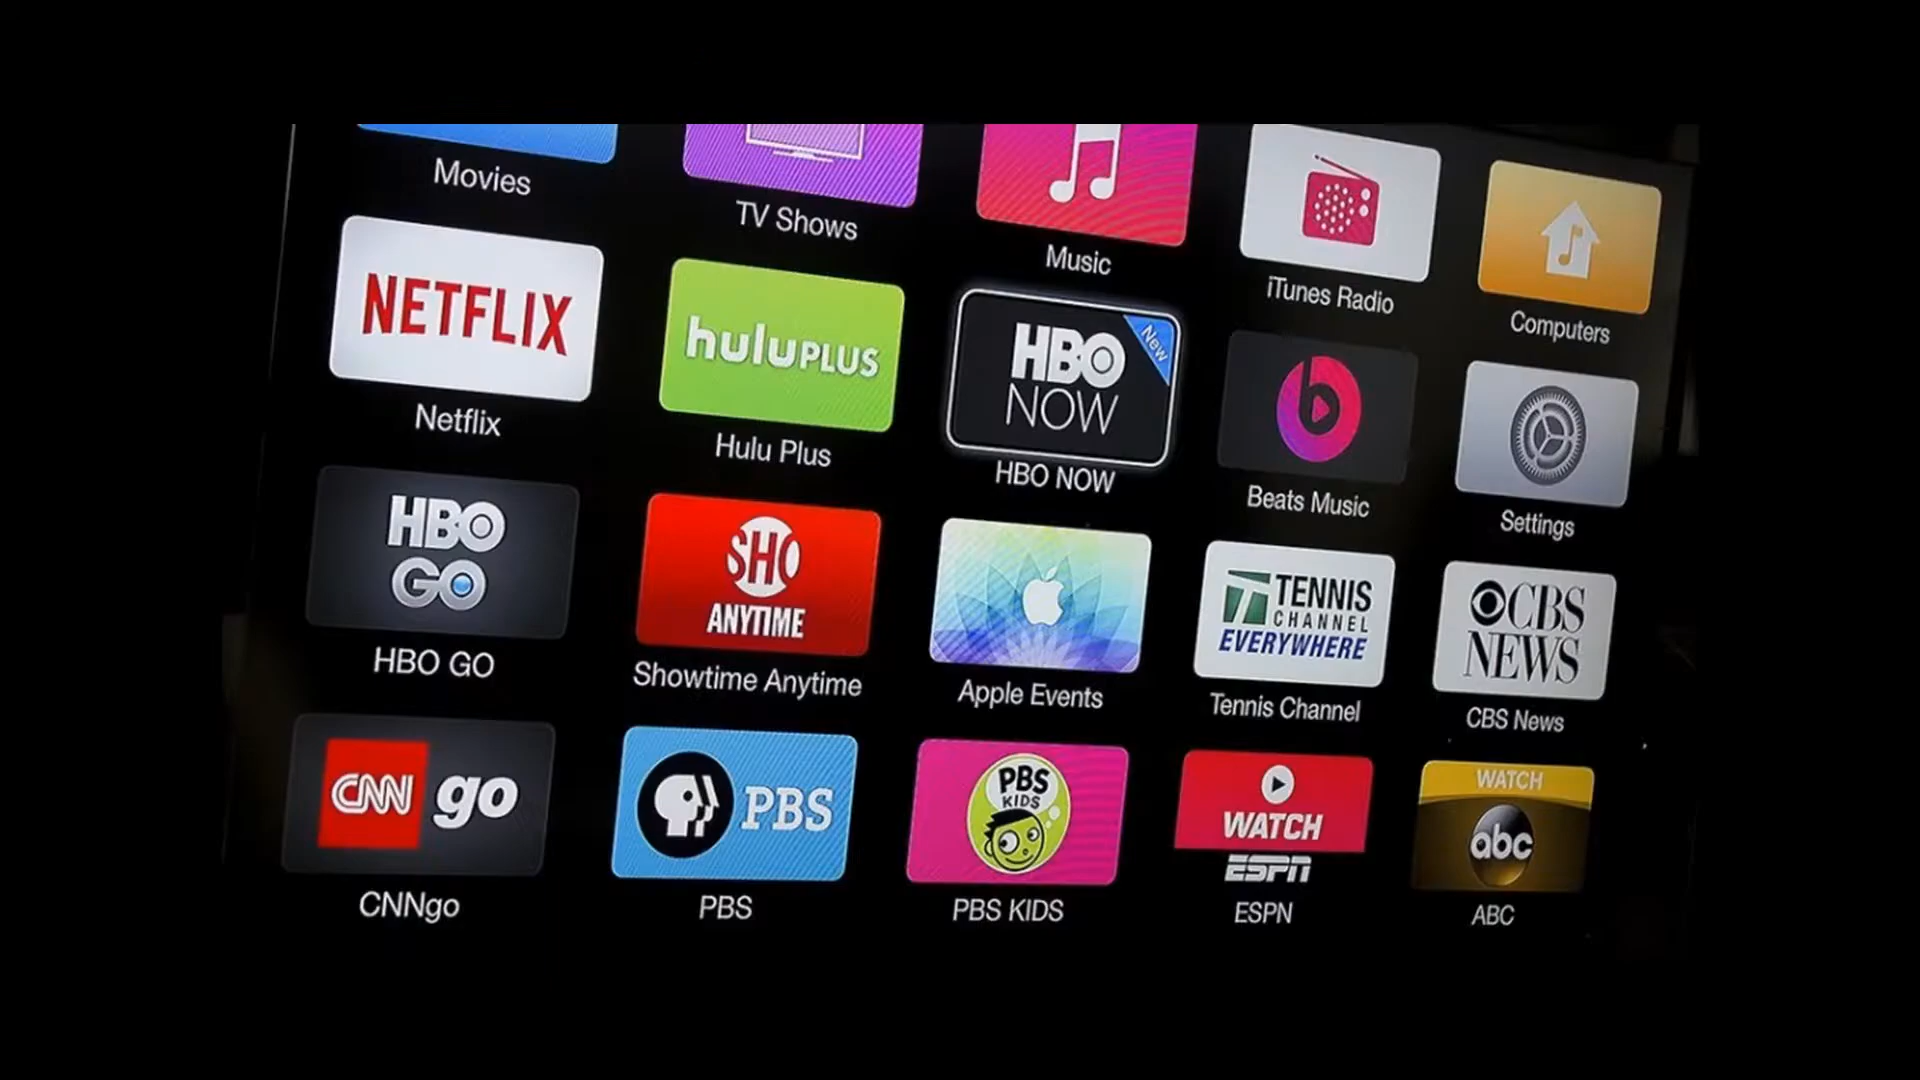 Movies
TV Shows
Music
iTunes Radio
Computers
NETFLIX
Netflix
huluPLUS
Hulu Plus
HBO
NOW
New
HBO NOW
b
Beats Music
Settings
HBO
GO
HBO GO
SHO
ANYTIME
Showtime Anytime
Apple Events
TENNIS
CHANNEL
EVERYWHERE
Tennis Channel
CBS
NEWS
CBS News
CNN go
CNNgo
PBS
PBS
PBS
KIDS
PBS KIDS
WATCH
ESPN
ESPN
WATCH
abc
ABC